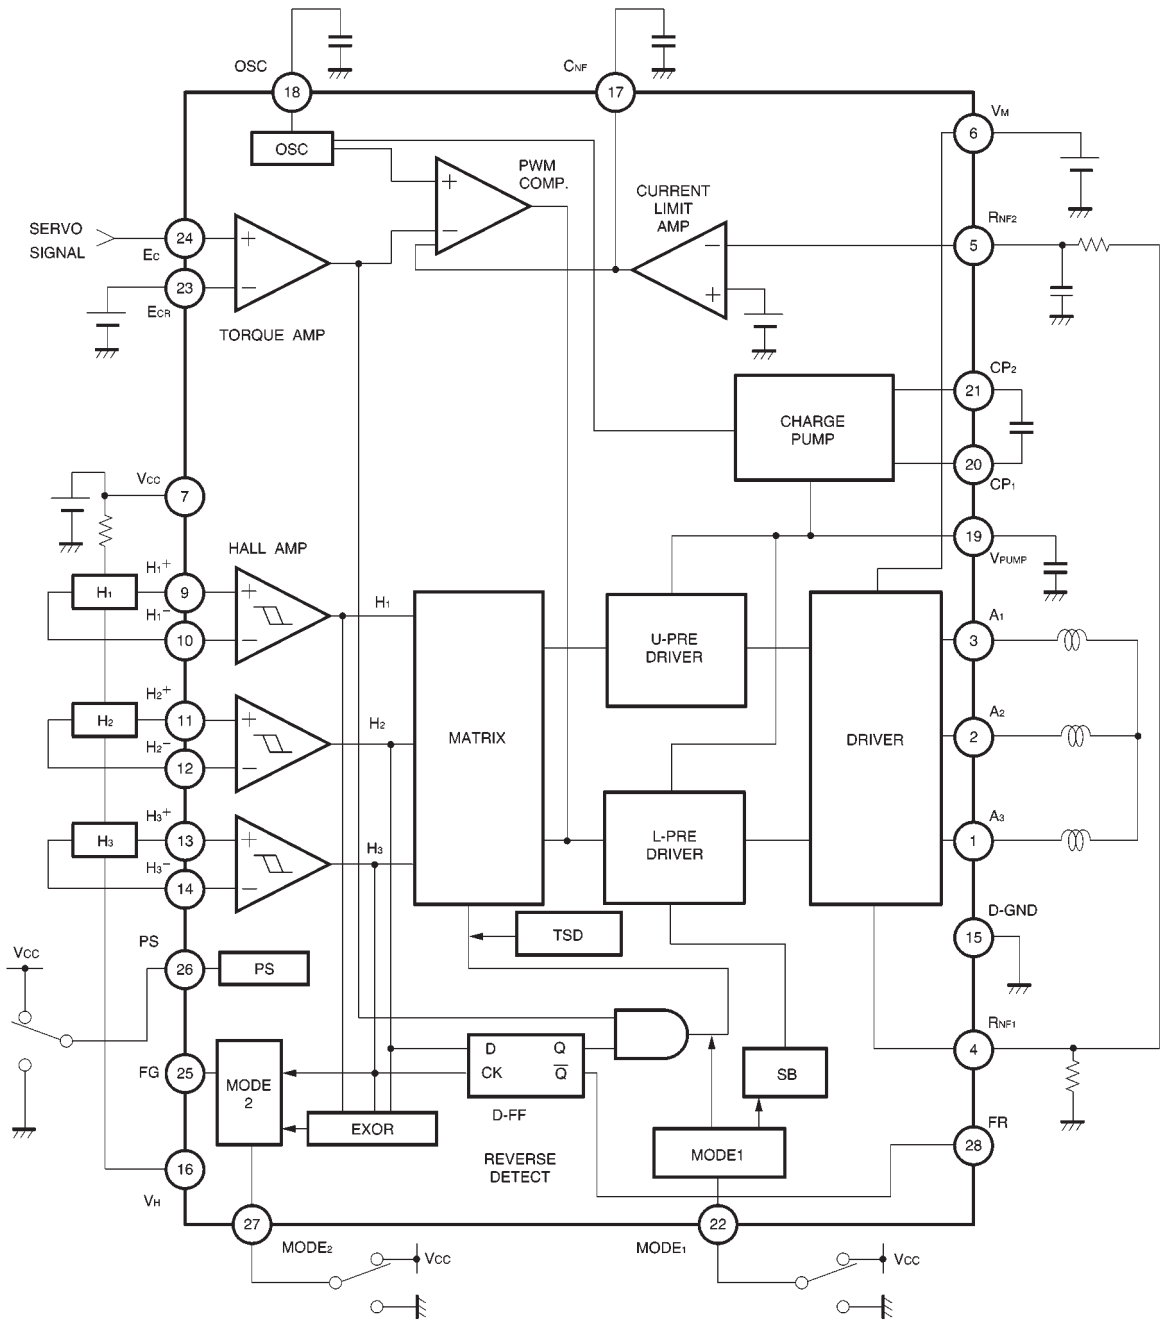 OSC
18
CNF
17
VM
6
OSC
PWM
COMP.
+
−
CURRENT
LIMIT
AMP
−
+
RNF2
5
SERVO
SIGNAL
24
EC
+
−
23
ECR
TORQUE AMP
CP2
21
CHARGE
PUMP
20
CP1
VCC
7
19
VPUMP
HALL AMP
H1+
H1
9
H1−
10
+
−
H1
MATRIX
U-PRE
DRIVER
DRIVER
A1
3
H2+
H2
11
H2−
12
+
−
H2
A2
2
H3+
H3
13
H3−
14
+
−
H3
L-PRE
DRIVER
A3
1
D-GND
15
TSD
PS
26
PS
VCC
RNF1
4
FG
25
MODE
2
D
Q
CK
Q̅
D-FF
SB
EXOR
MODE1
FR
28
REVERSE
DETECT
16
VH
27
MODE2
22
MODE1
VCC
VCC